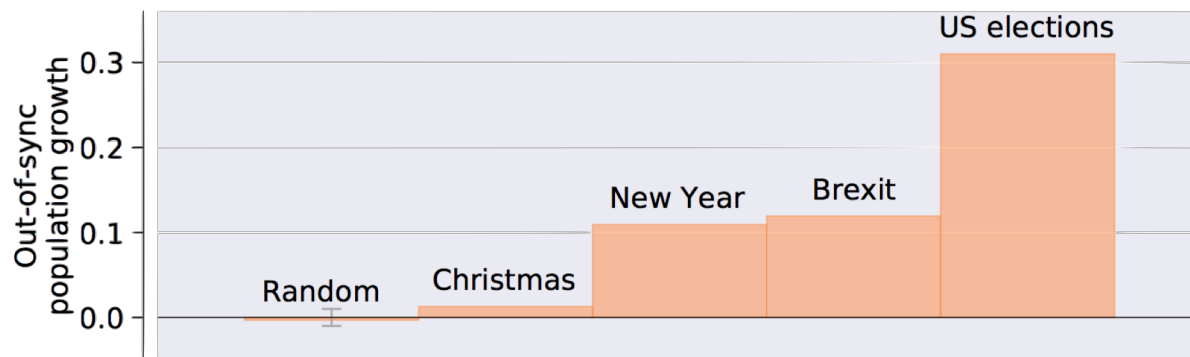 Out-of-sync
population growth
0.3
0.2
0.1
0.0
Random
Christmas
New Year
Brexit
US elections